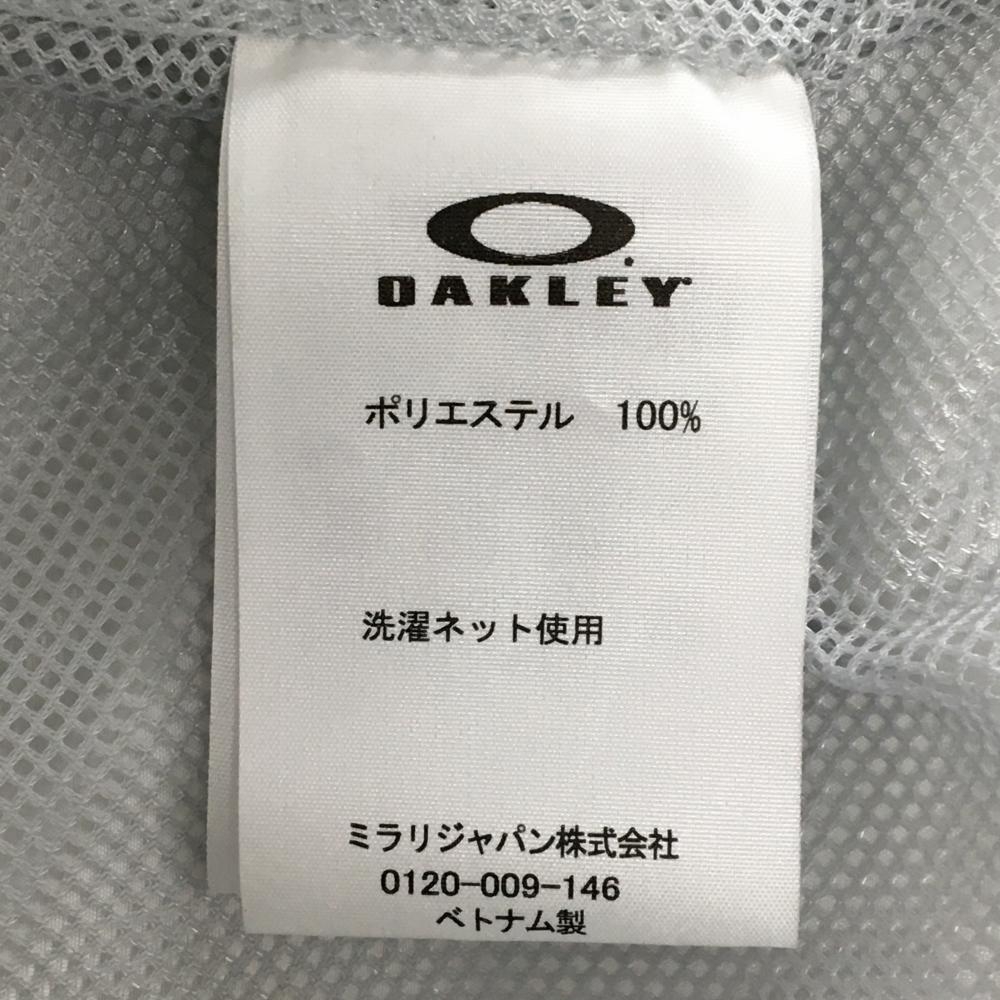 OAKLEY
ポリエステル　100%
洗濯ネット使用
ミラリジャパン株式会社
0120-009-146
ベトナム製